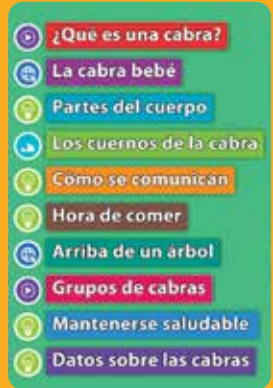 ¿Qué es una cabra?
La cabra bebé
Partes del cuerpo
Los cuernos de la cabra
Cómo se comunican
Hora de comer
Arriba de un árbol
Grupos de cabras
Mantenerse saludable
Datos sobre las cabras